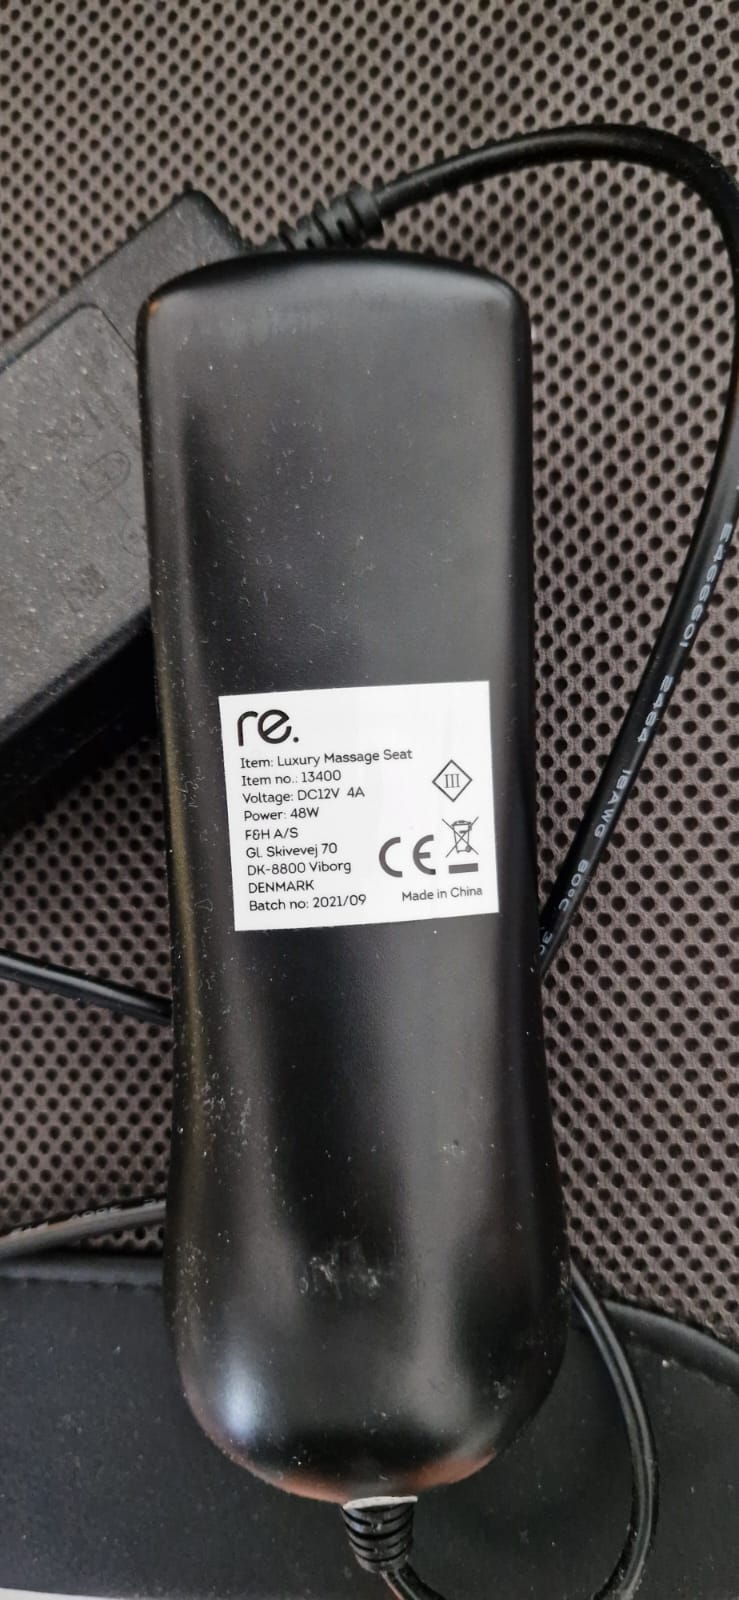 re.
Item: Luxury Massage Seat
Item no.: 13400
Voltage: DC12V 4A
Power: 48W
F&H A/S
Gl. Skivevej 70
DK-8800 Viborg
DENMARK
Batch no: 2021/09
III
CE
Made in China
E466601 2464 18AWG 80°C